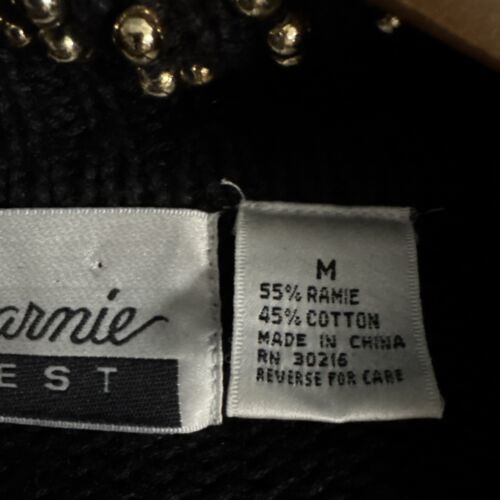 arnie
EST
M
55% RAMIE
45% COTTON
MADE IN CHINA
RN 30216
REVERSE FOR CARE